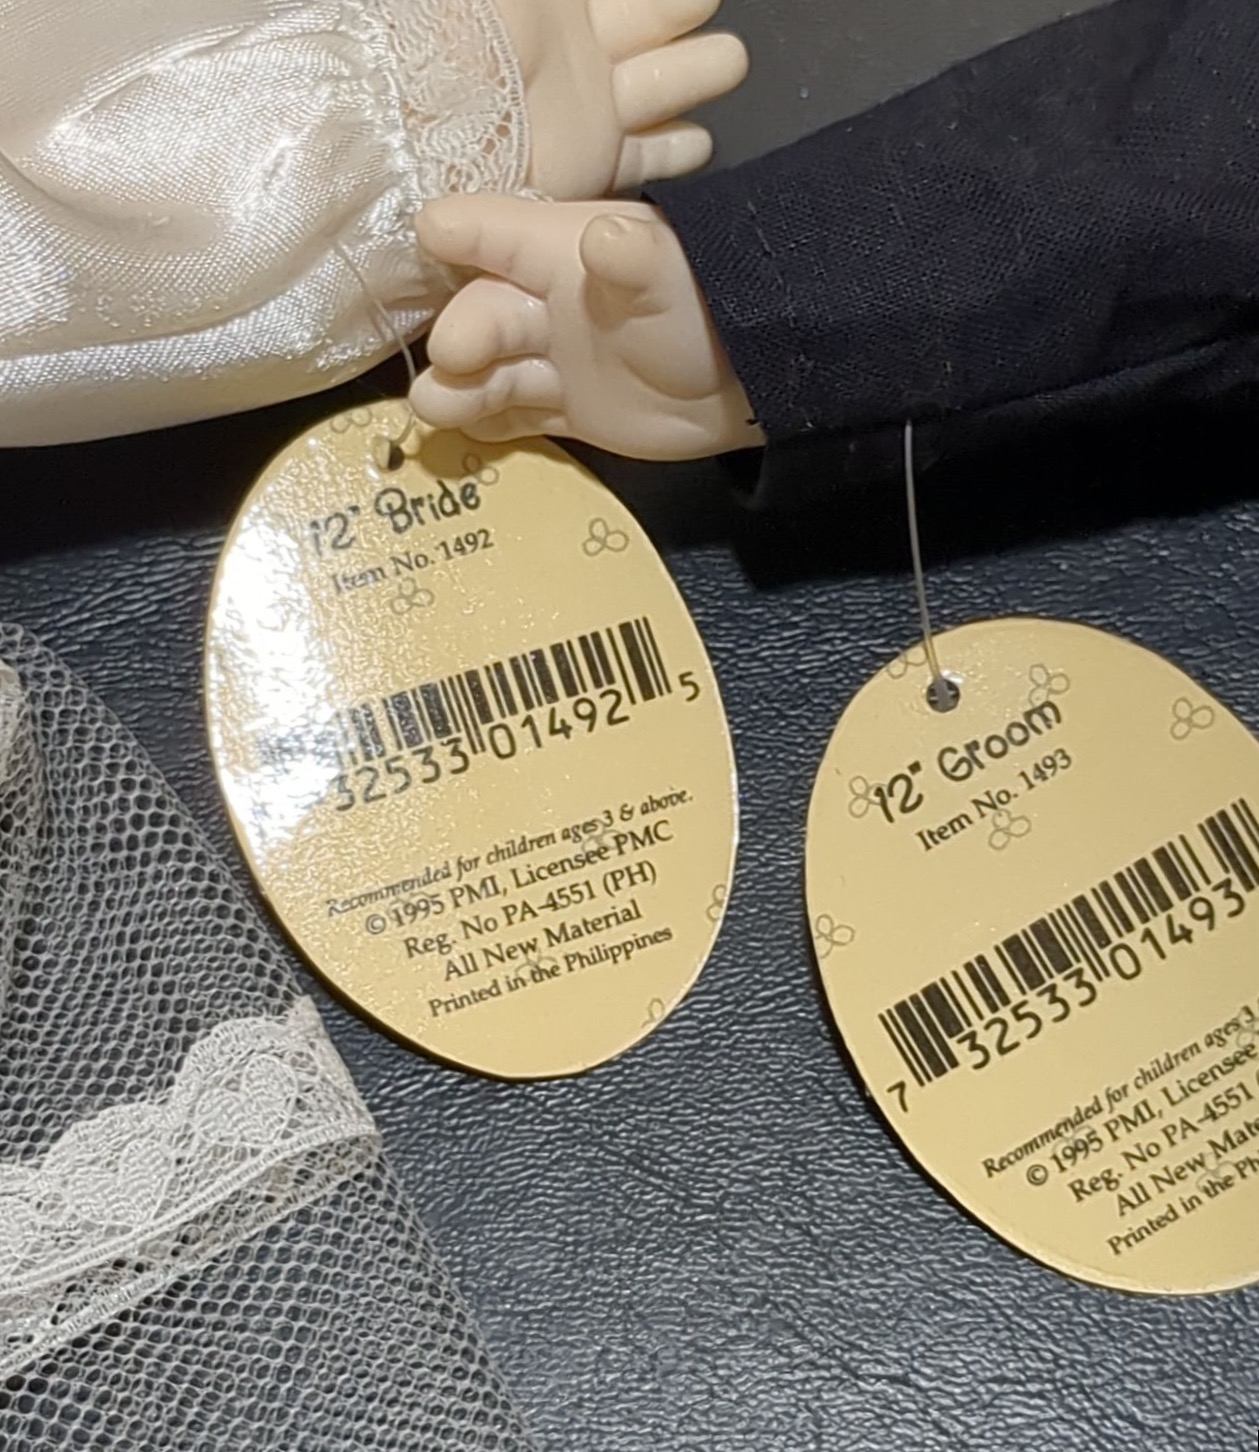 12" Bride
Item No. 1492
32533 01492 5
Recommended for children ages 3 & above.
© 1995 PMI, Licensee PMC
Reg. No PA-4551 (PH)
All New Material
Printed in the Philippines
12" Groom
Item No. 1493
7 32533 01493
Recommended for children ages 3
© 1995 PMI, Licensee
Reg. No PA-4551
All New
Printed in the